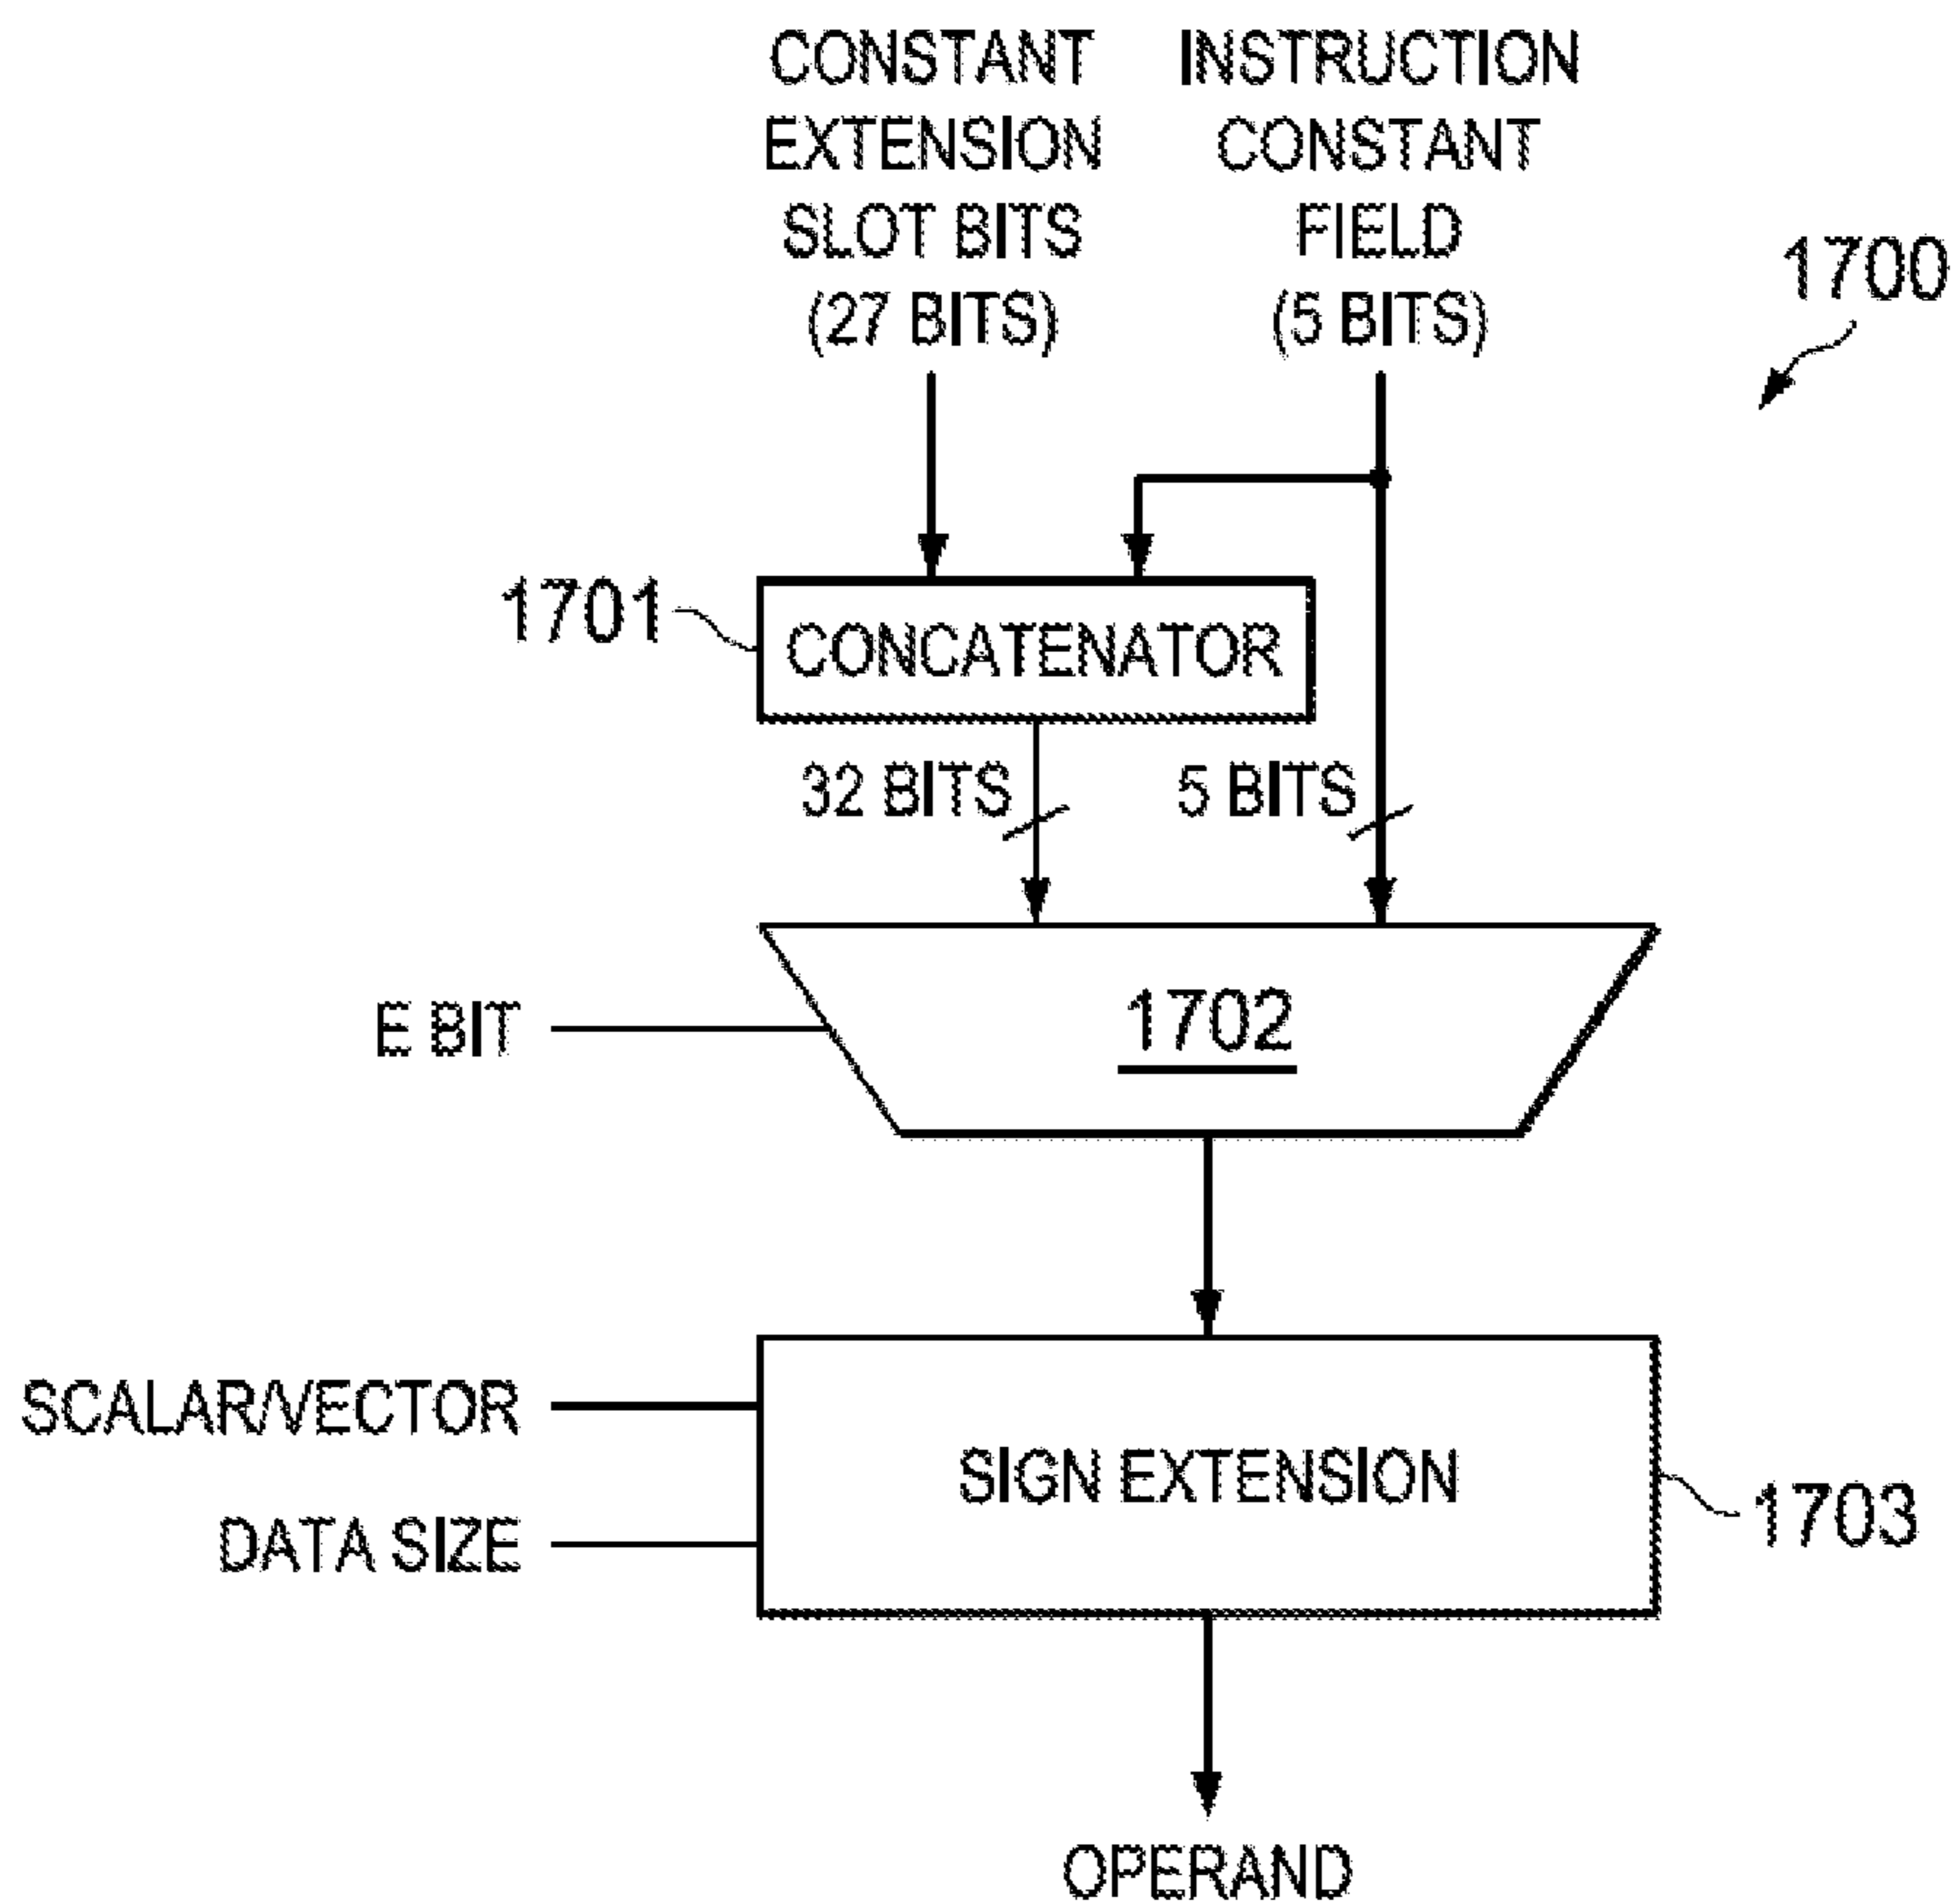 CONSTANT
EXTENSION
SLOT BITS
(27 BITS)
INSTRUCTION
CONSTANT
FIELD
(5 BITS)
1700
1701
CONCATENATOR
32 BITS
5 BITS
E BIT
1702
SCALAR/VECTOR
DATA SIZE
SIGN EXTENSION
1703
OPERAND